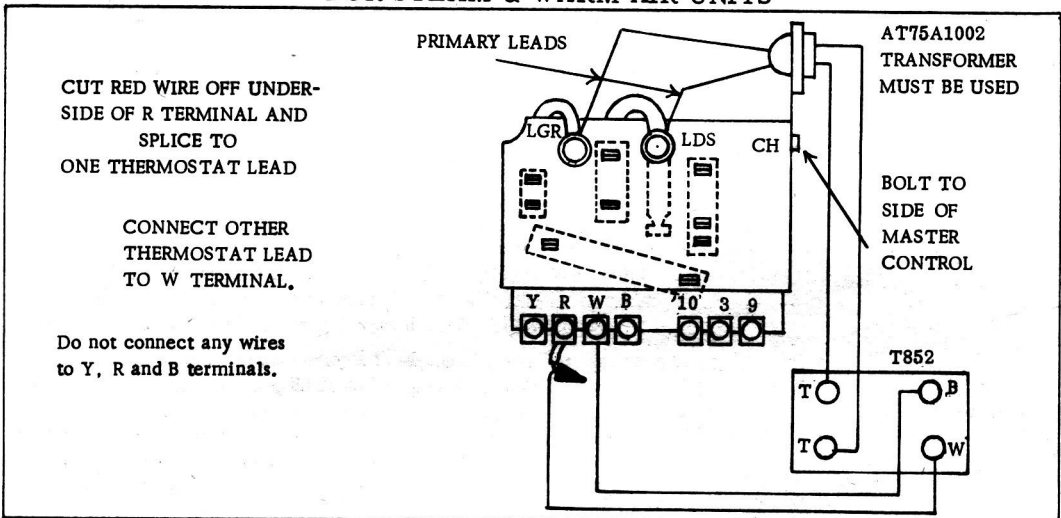 PRIMARY LEADS
AT75A1002
TRANSFORMER
MUST BE USED
CUT RED WIRE OFF UNDER-
SIDE OF R TERMINAL AND
SPLICE TO
ONE THERMOSTAT LEAD
LGR
LDS
CH
BOLT TO
SIDE OF
MASTER
CONTROL
CONNECT OTHER
THERMOSTAT LEAD
TO W TERMINAL.
Y R W B 10 3 9
Do not connect any wires
to Y, R and B terminals.
T852
T B
T W